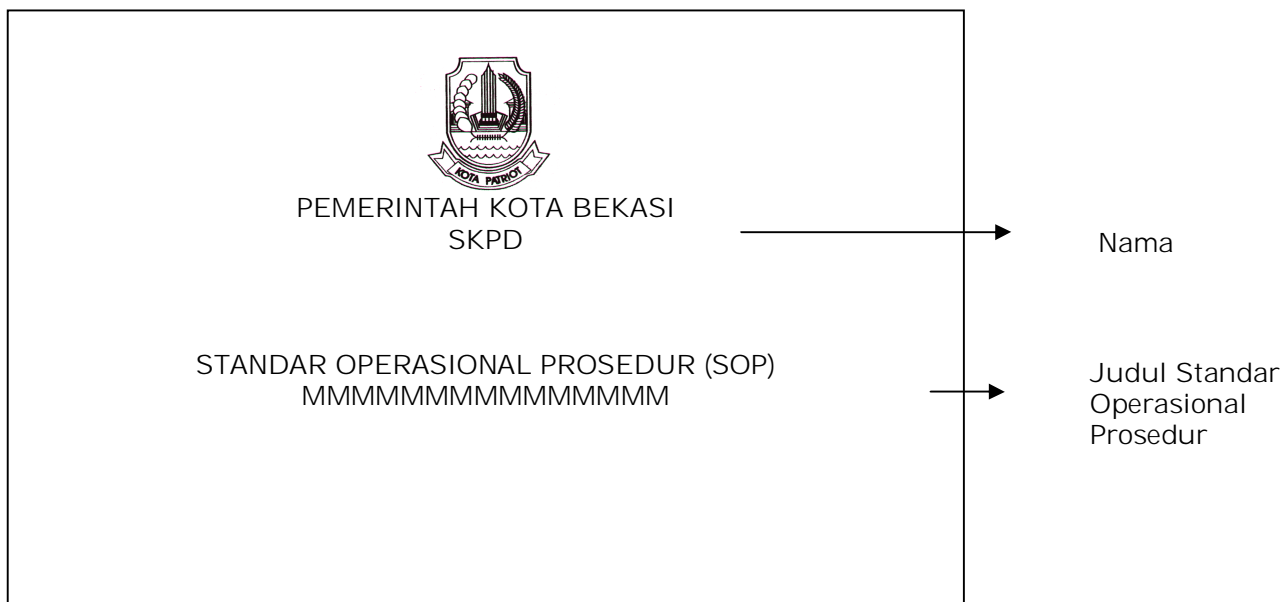 KOTA PATRIOT
PEMERINTAH KOTA BEKASI
SKPD
Nama
STANDAR OPERASIONAL PROSEDUR (SOP)
MMMMMMMMMMMMMMM
Judul Standar
Operasional
Prosedur